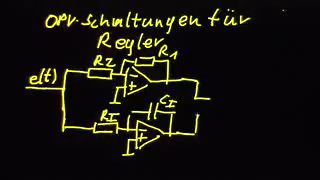 OPV-Schaltungen für
Regler
R2
R1
e(t)
RI
CI